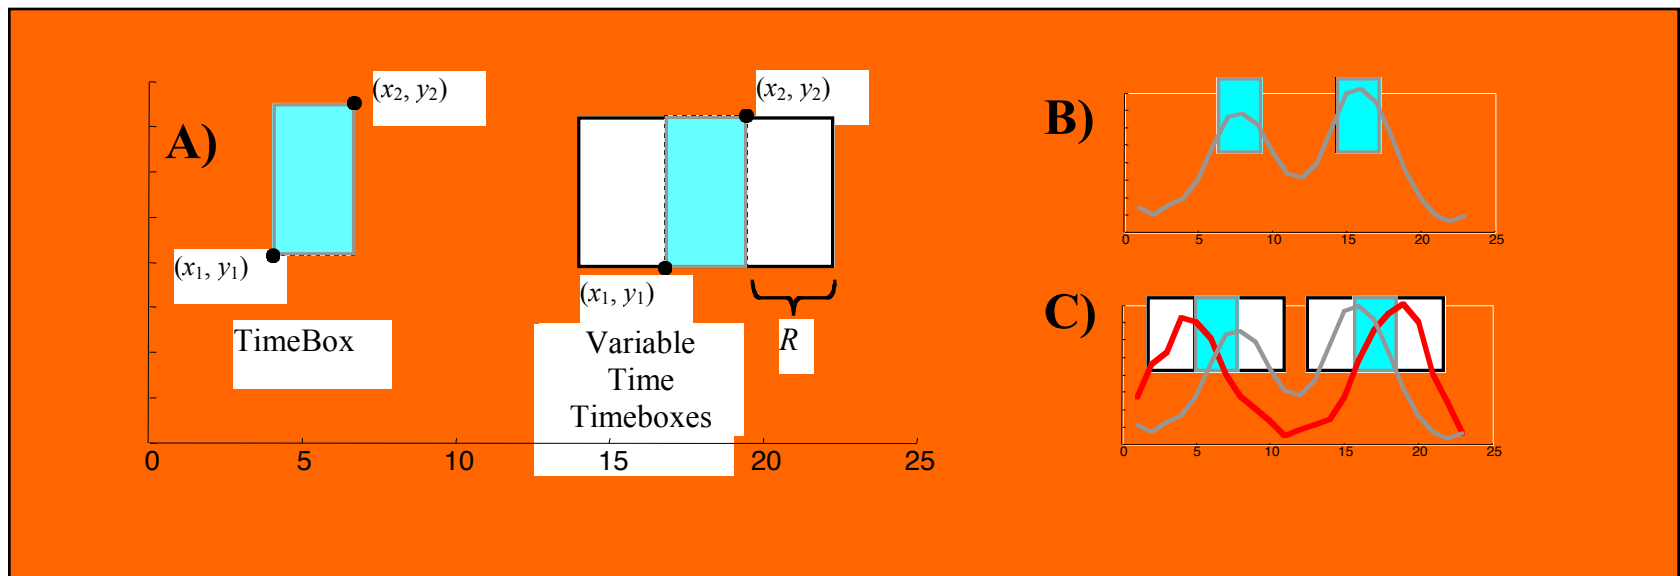 A)
(x₂, y₂)
(x₁, y₁)
TimeBox
(x₂, y₂)
(x₁, y₁)
R
Variable
Time
Timeboxes
0 5 10 15 20 25
B)
0 5 10 15 20 25
C)
0 5 10 15 20 25